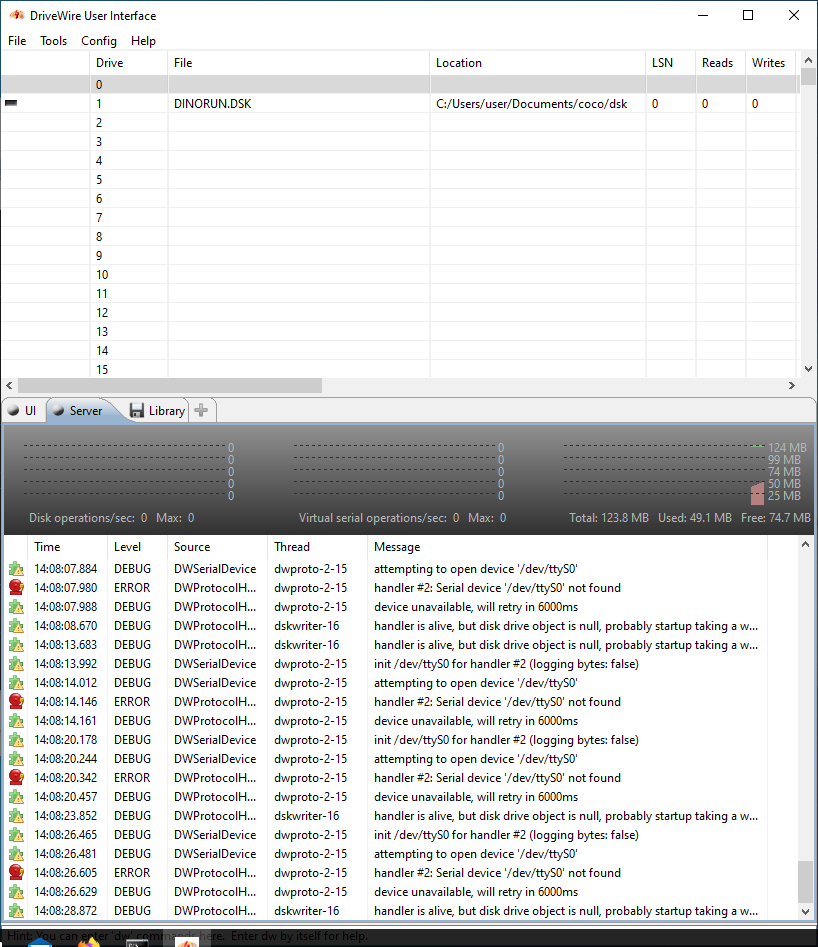 DriveWire User Interface
File Tools Config Help
Drive File Location LSN Reads Writes
0
1 DINORUN.DSK C:/Users/user/Documents/coco/dsk 0 0 0
2
3
4
5
6
7
8
9
10
11
12
13
14
15
UI Server Library
0 0 124 MB
0 0 99 MB
0 0 74 MB
0 0 50 MB
0 0 25 MB
Disk operations/sec: 0 Max: 0 Virtual serial operations/sec: 0 Max: 0 Total: 123.8 MB Used: 49.1 MB Free: 74.7 MB
Time Level Source Thread Message
14:08:07.884 DEBUG DWSerialDevice dwproto-2-15 attempting to open device '/dev/ttyS0'
14:08:07.980 ERROR DWProtocolH... dwproto-2-15 handler #2: Serial device '/dev/ttyS0' not found
14:08:07.988 DEBUG DWProtocolH... dwproto-2-15 device unavailable, will retry in 6000ms
14:08:08.670 DEBUG DWProtocolH... dskwriter-16 handler is alive, but disk drive object is null, probably startup taking a w...
14:08:13.683 DEBUG DWProtocolH... dskwriter-16 handler is alive, but disk drive object is null, probably startup taking a w...
14:08:13.992 DEBUG DWSerialDevice dwproto-2-15 init /dev/ttyS0 for handler #2 (logging bytes: false)
14:08:14.012 DEBUG DWSerialDevice dwproto-2-15 attempting to open device '/dev/ttyS0'
14:08:14.146 ERROR DWProtocolH... dwproto-2-15 handler #2: Serial device '/dev/ttyS0' not found
14:08:14.161 DEBUG DWProtocolH... dwproto-2-15 device unavailable, will retry in 6000ms
14:08:20.178 DEBUG DWSerialDevice dwproto-2-15 init /dev/ttyS0 for handler #2 (logging bytes: false)
14:08:20.244 DEBUG DWSerialDevice dwproto-2-15 attempting to open device '/dev/ttyS0'
14:08:20.342 ERROR DWProtocolH... dwproto-2-15 handler #2: Serial device '/dev/ttyS0' not found
14:08:20.457 DEBUG DWProtocolH... dwproto-2-15 device unavailable, will retry in 6000ms
14:08:23.852 DEBUG DWProtocolH... dskwriter-16 handler is alive, but disk drive object is null, probably startup taking a w...
14:08:26.465 DEBUG DWSerialDevice dwproto-2-15 init /dev/ttyS0 for handler #2 (logging bytes: false)
14:08:26.481 DEBUG DWSerialDevice dwproto-2-15 attempting to open device '/dev/ttyS0'
14:08:26.605 ERROR DWProtocolH... dwproto-2-15 handler #2: Serial device '/dev/ttyS0' not found
14:08:26.629 DEBUG DWProtocolH... dwproto-2-15 device unavailable, will retry in 6000ms
14:08:28.872 DEBUG DWProtocolH... dskwriter-16 handler is alive, but disk drive object is null, probably startup taking a w...
Hint: You can enter 'dw' commands here. Enter dw by itself for help.